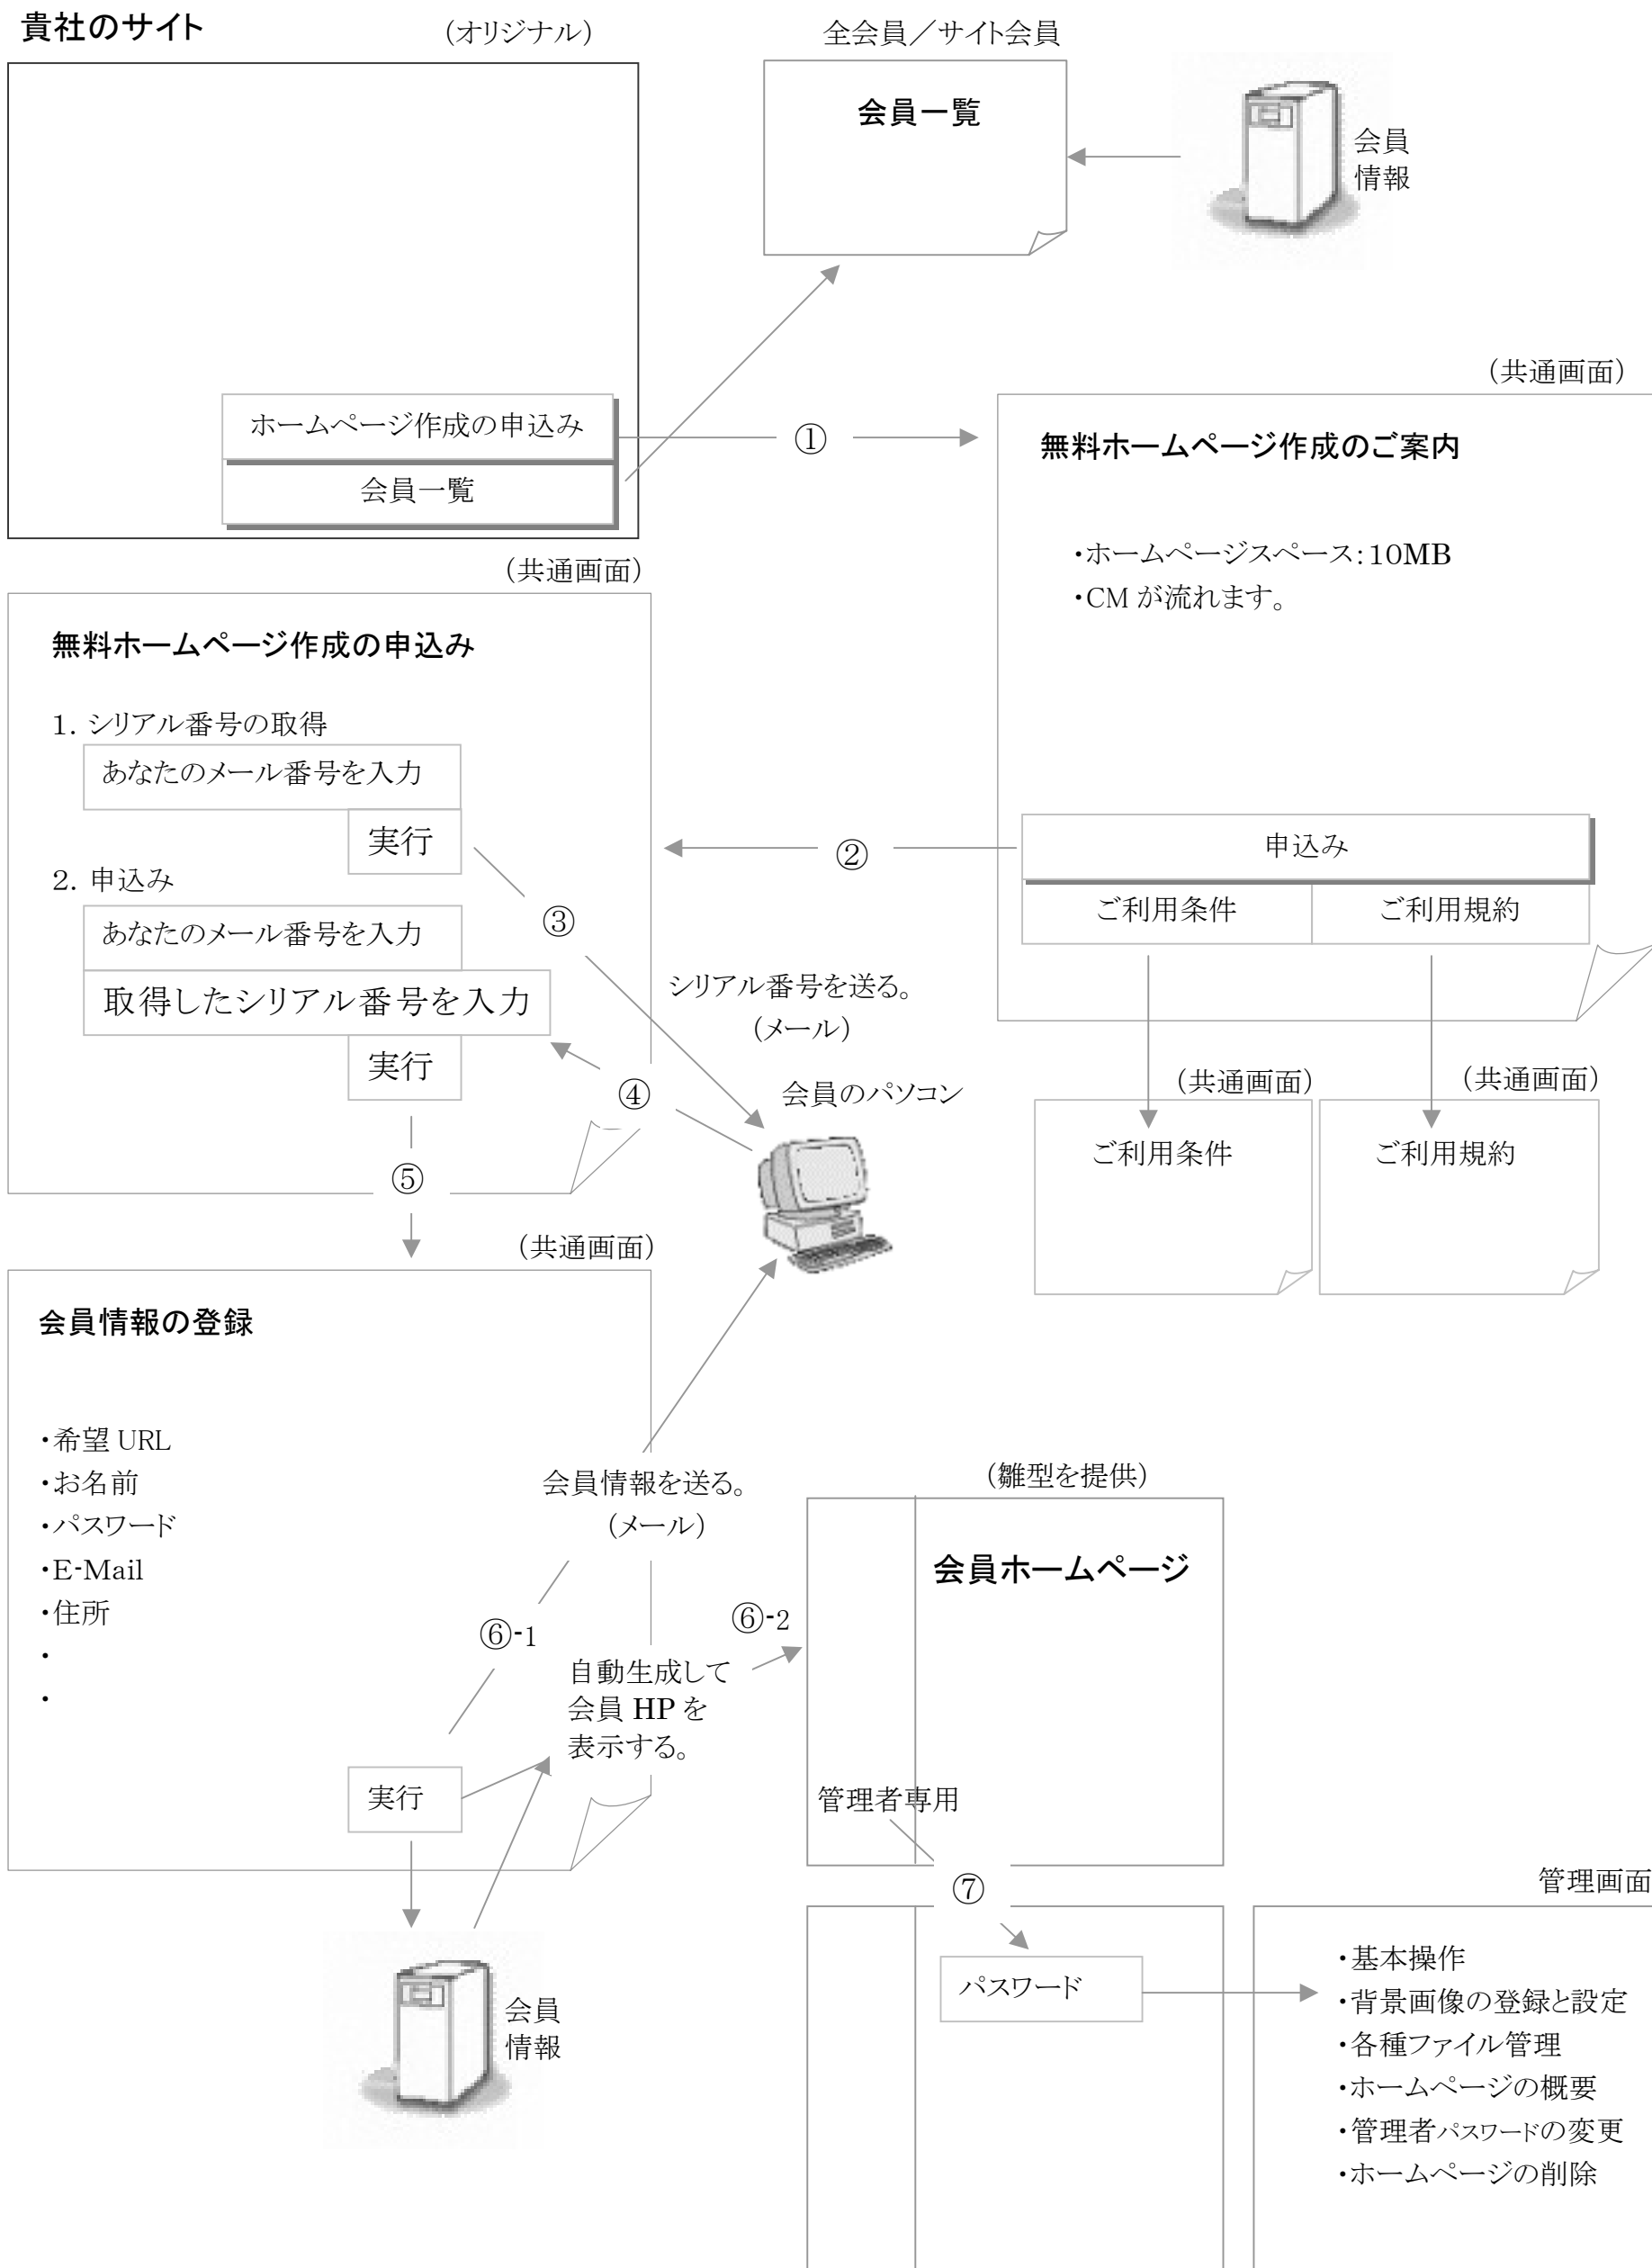 貴社のサイト
（オリジナル）
全会員／サイト会員
会員一覧
会員
情報
ホームページ作成の申込み
会員一覧
①
（共通画面）
無料ホームページ作成のご案内
・ホームページスペース：10MB
・CM が流れます。
申込み
ご利用条件
ご利用規約
②
（共通画面）
無料ホームページ作成の申込み
1．シリアル番号の取得
あなたのメール番号を入力
実行
2．申込み
あなたのメール番号を入力
取得したシリアル番号を入力
実行
③
シリアル番号を送る。
（メール）
④
会員のパソコン
（共通画面）
ご利用条件
（共通画面）
ご利用規約
⑤
（共通画面）
会員情報の登録
・希望 URL
・お名前
・パスワード
・E-Mail
・住所
・
・
実行
会員情報を送る。
（メール）
⑥-1
⑥-2
自動生成して
会員 HP を
表示する。
会員
情報
（雛型を提供）
会員ホームページ
管理者専用
⑦
パスワード
管理画面
・基本操作
・背景画像の登録と設定
・各種ファイル管理
・ホームページの概要
・管理者パスワードの変更
・ホームページの削除